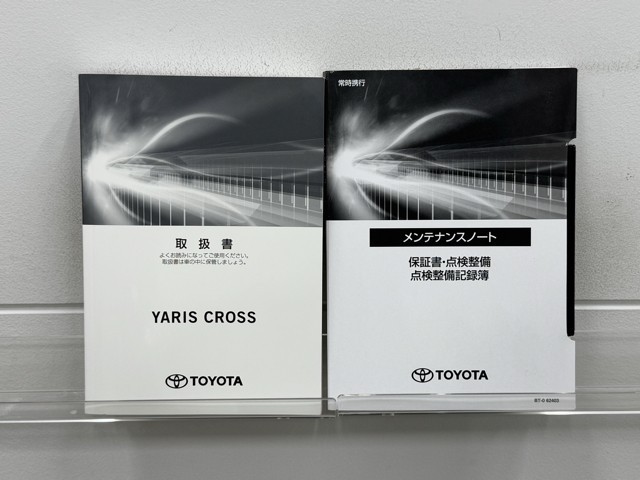 取扱書
よくお読みになってご使用ください。
取扱書は車の中に保管しましょう。
YARIS CROSS
TOYOTA
常時携行
メンテナンスノート
保証書・点検整備
点検整備記録簿
TOYOTA